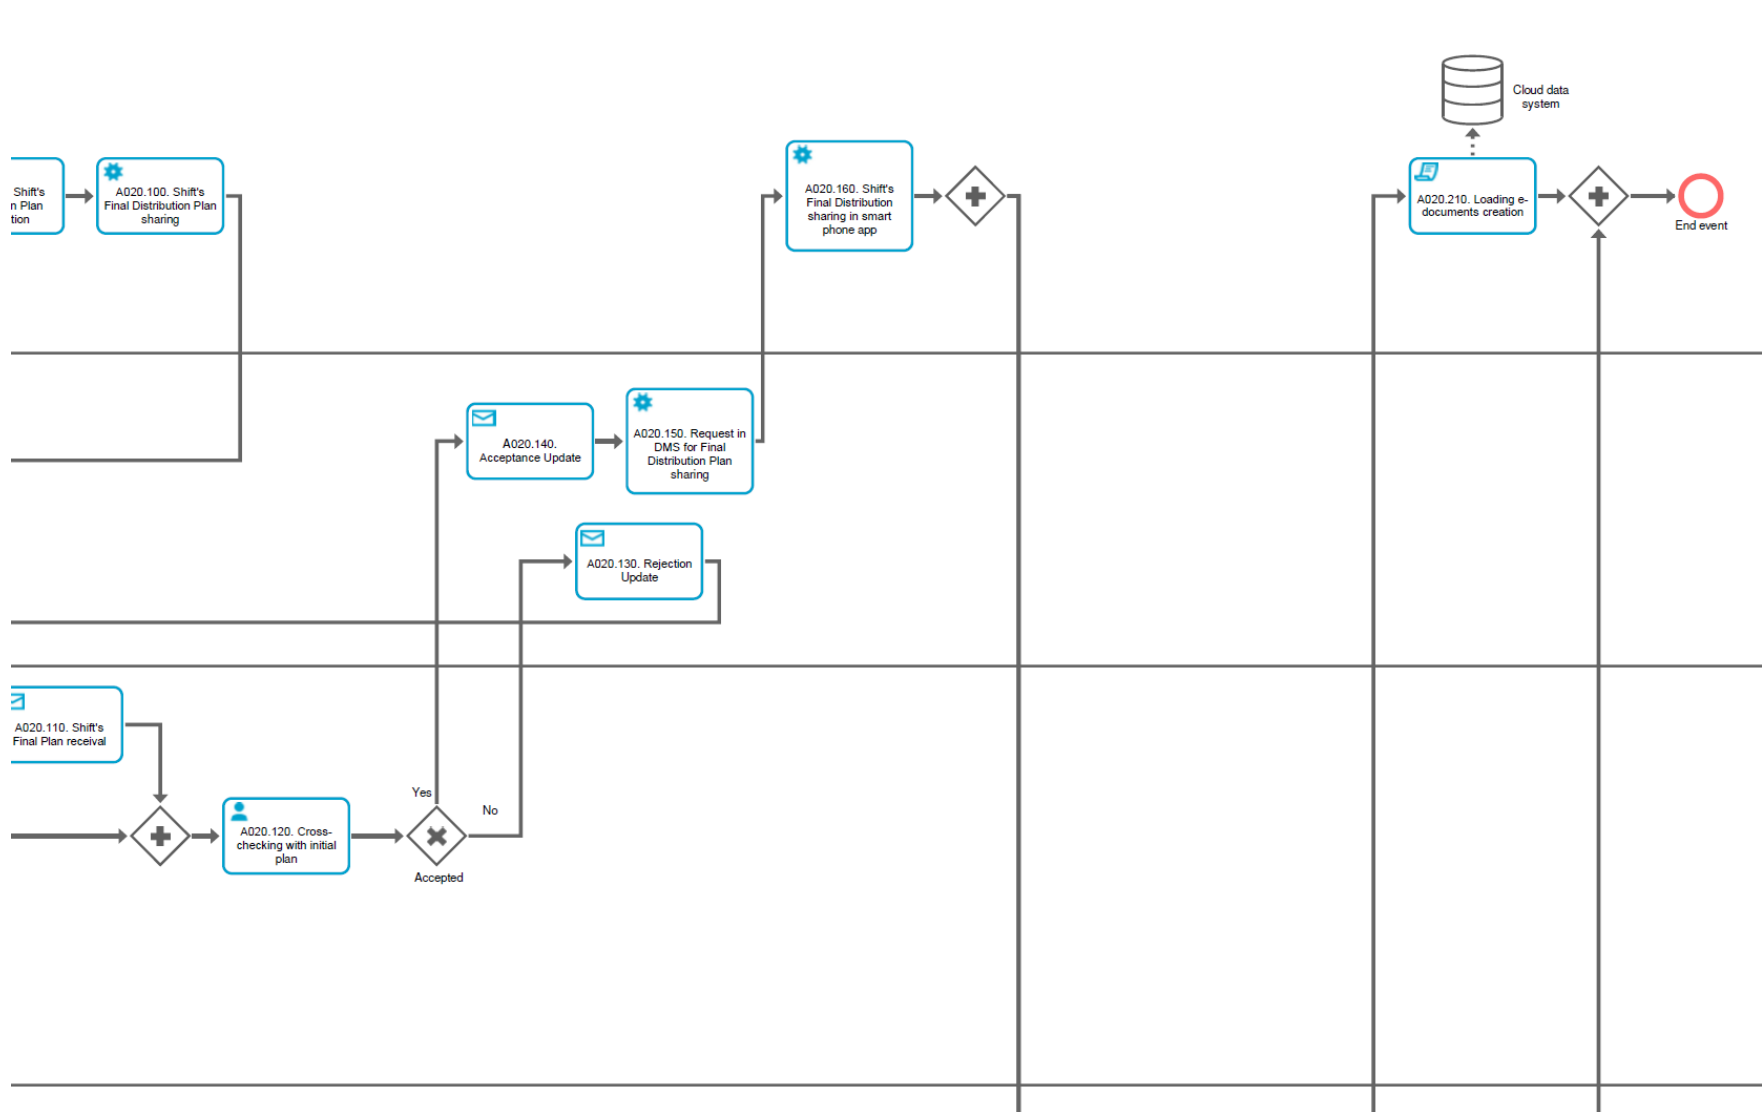 Cloud data
system
Shift's
n Plan
tion
A020.100. Shift's
Final Distribution Plan
sharing
A020.160. Shift's
Final Distribution
sharing in smart
phone app
A020.210. Loading e-
documents creation
End event
A020.140.
Acceptance Update
A020.150. Request in
DMS for Final
Distribution Plan
sharing
A020.130. Rejection
Update
A020.110. Shift's
Final Plan receival
Yes
No
A020.120. Cross-
checking with initial
plan
Accepted